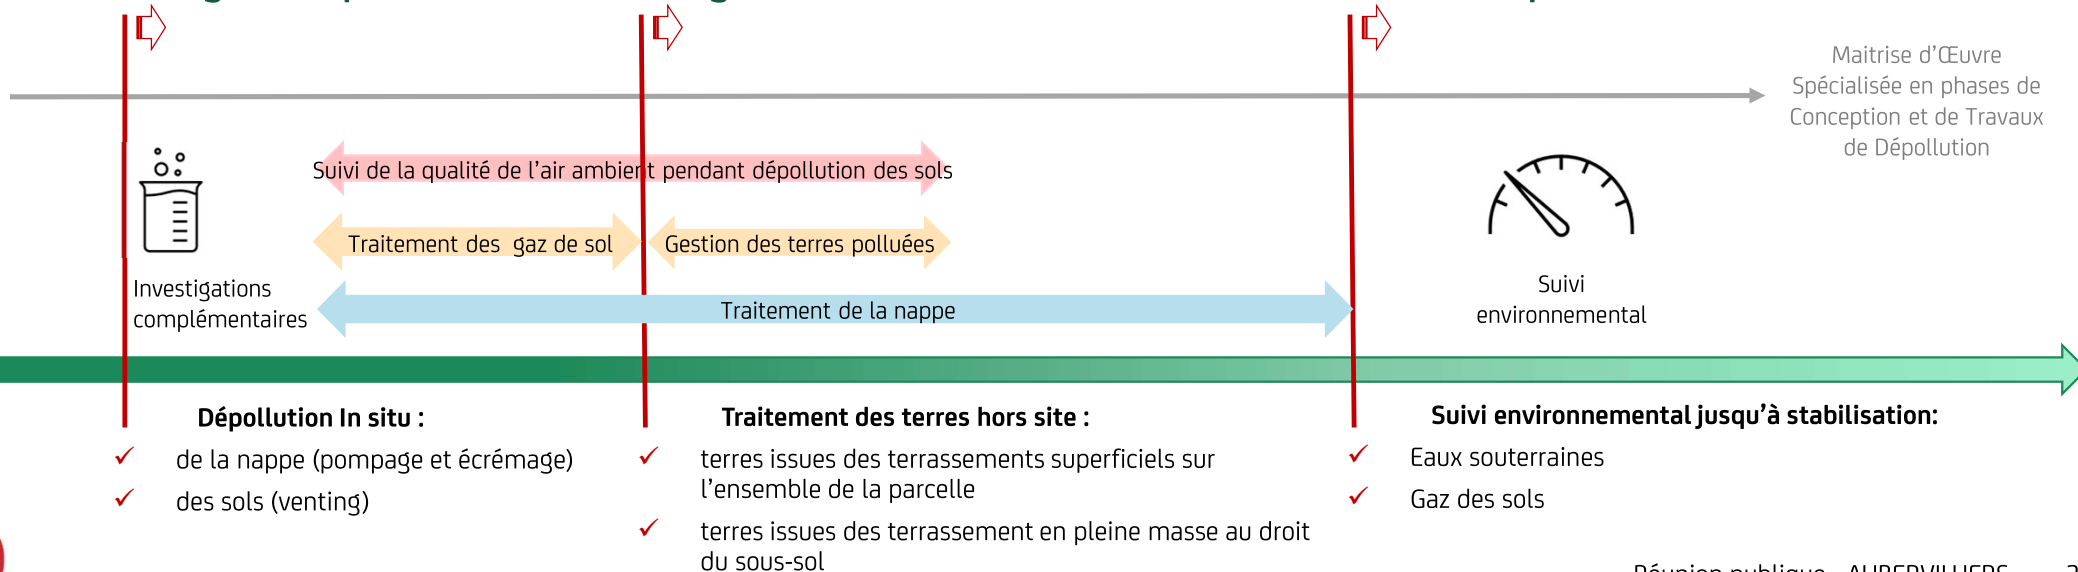 Maitrise d'Œuvre
Spécialisée en phases de
Conception et de Travaux
de Dépollution
Suivi de la qualité de l'air ambient pendant dépollution des sols
Traitement des gaz de sol
Gestion des terres polluées
Investigations
complémentaires
Traitement de la nappe
Suivi
environnemental
Dépollution In situ :
✓ de la nappe (pompage et écrémage)
✓ des sols (venting)
Traitement des terres hors site :
✓ terres issues des terrassements superficiels sur
l'ensemble de la parcelle
✓ terres issues des terrassement en pleine masse au droit
du sous-sol
Suivi environnemental jusqu'à stabilisation:
✓ Eaux souterraines
✓ Gaz des sols
Réunion publique - AUBERVILLIERS